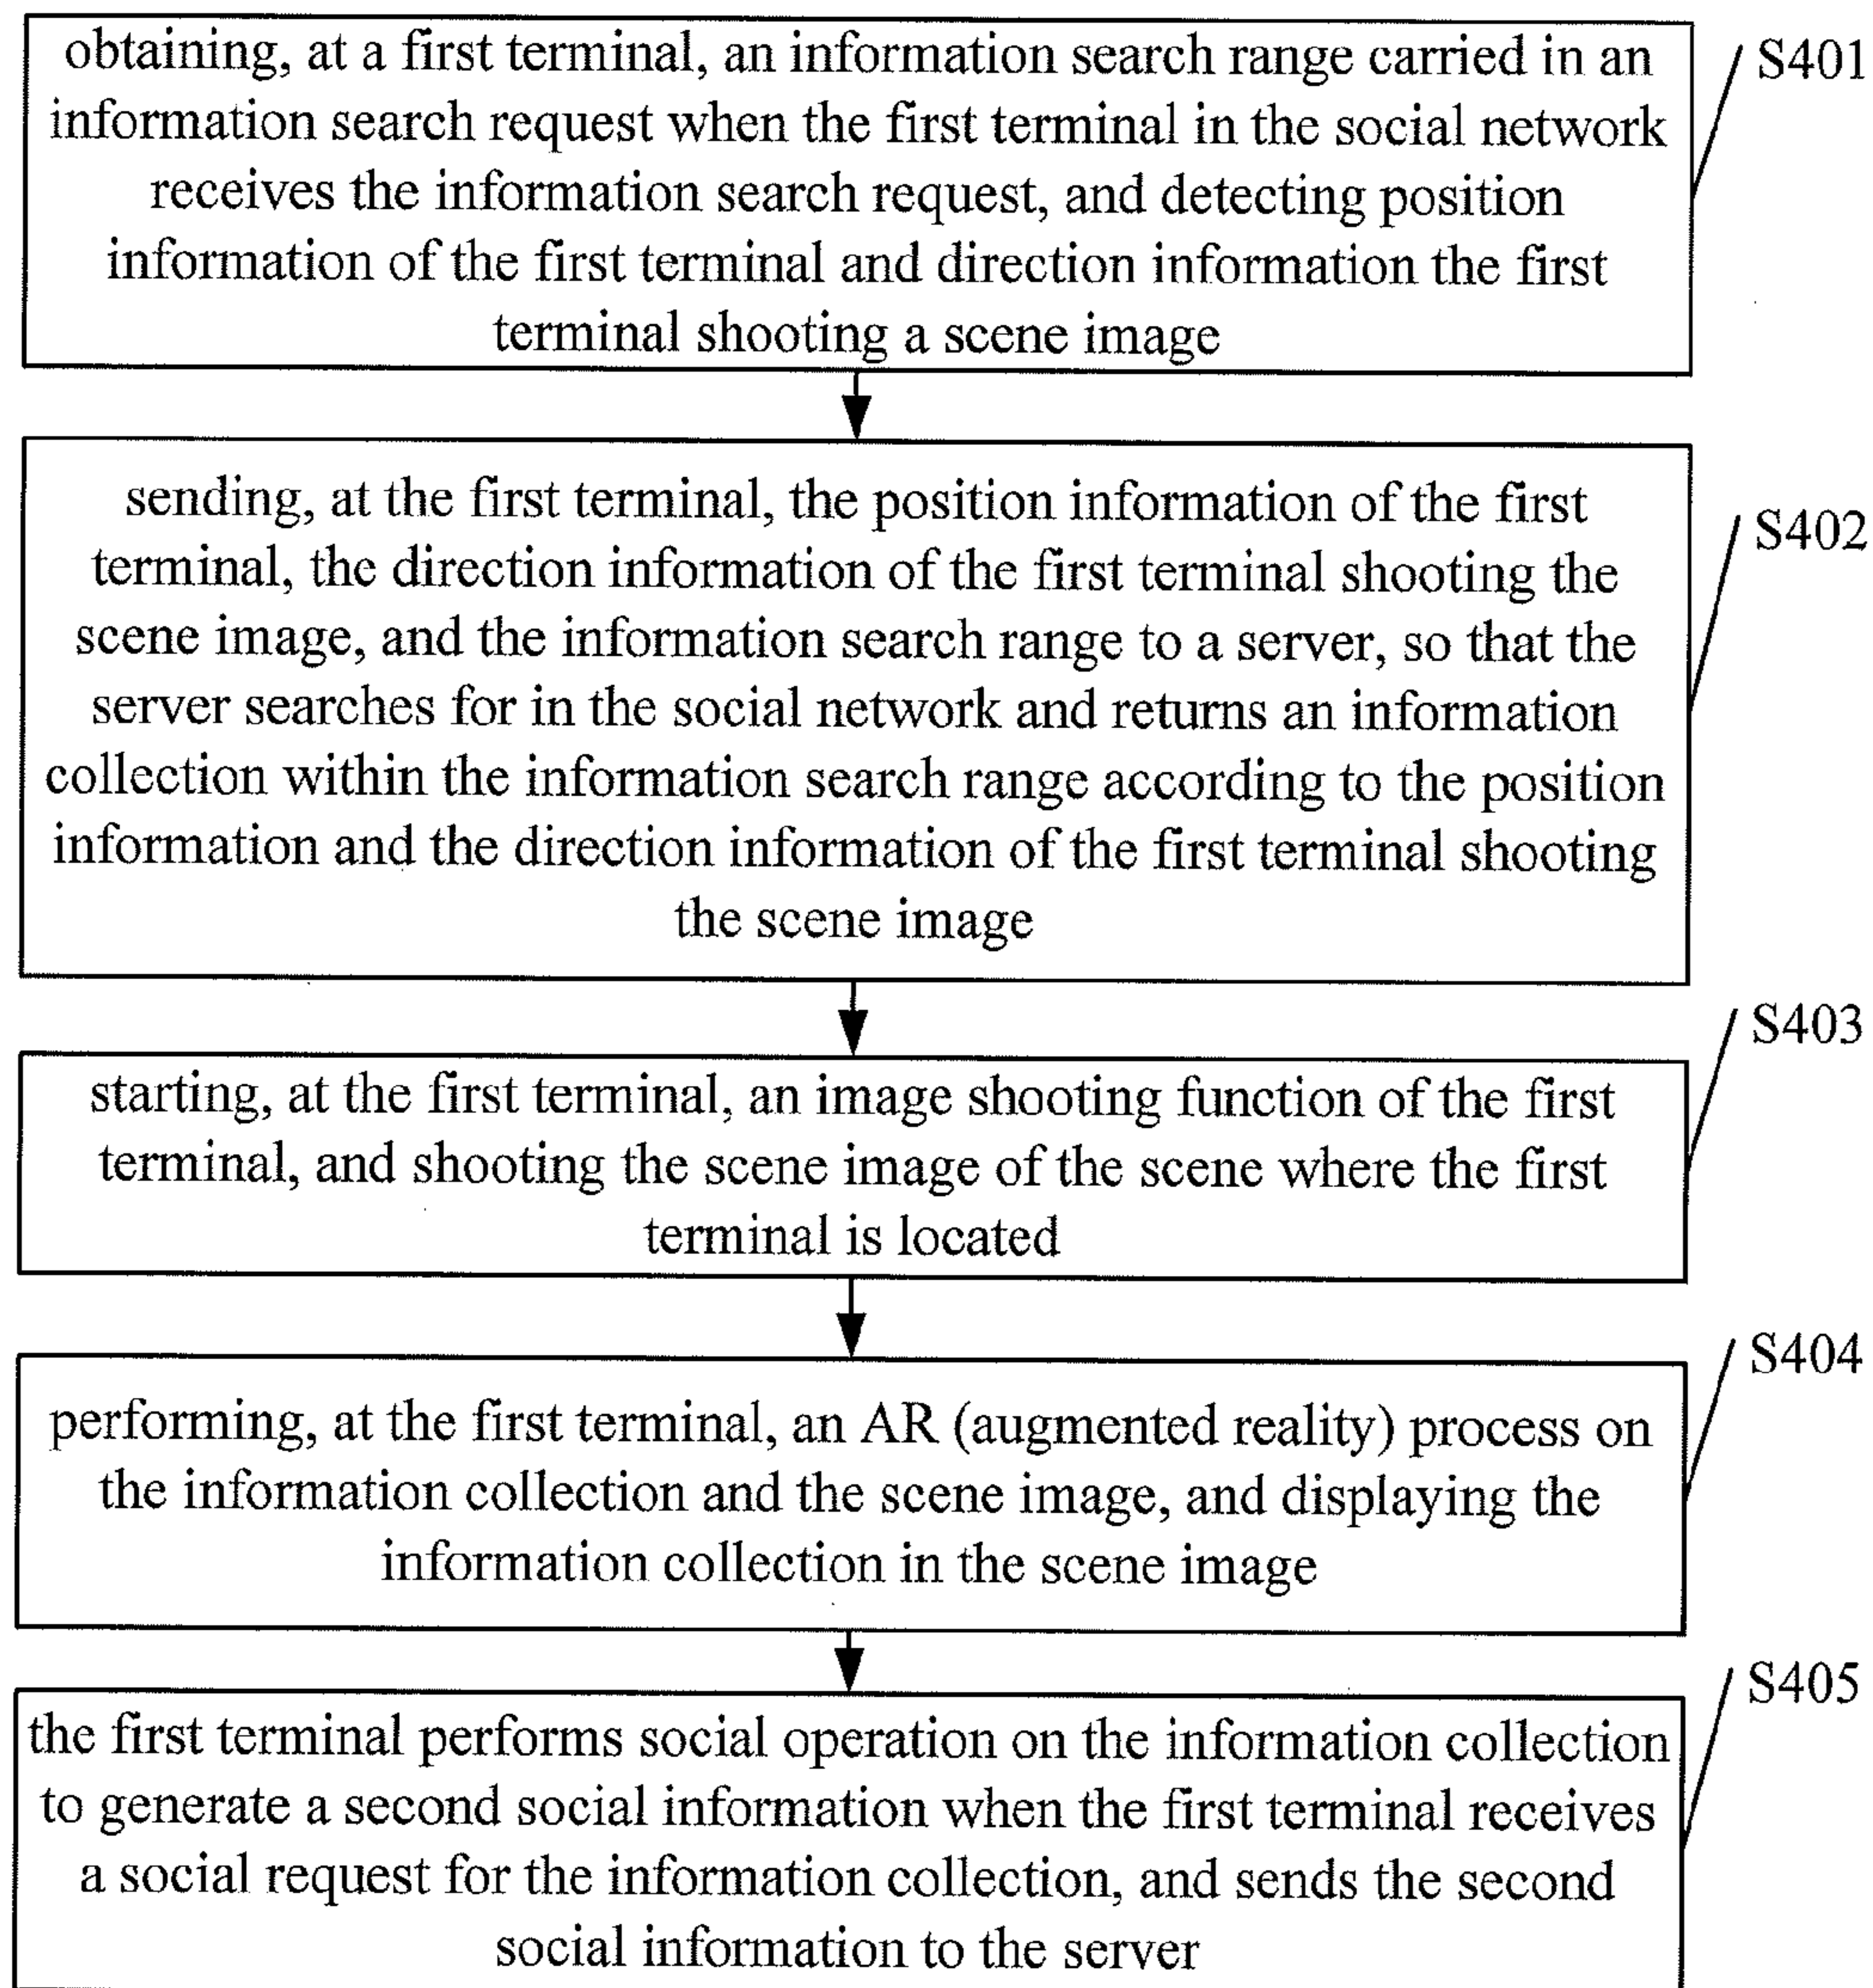 obtaining, at a first terminal, an information search range carried in an
information search request when the first terminal in the social network
receives the information search request, and detecting position
information of the first terminal and direction information the first
terminal shooting a scene image
S401
sending, at the first terminal, the position information of the first
terminal, the direction information of the first terminal shooting the
scene image, and the information search range to a server, so that the
server searches for in the social network and returns an information
collection within the information search range according to the position
information and the direction information of the first terminal shooting
the scene image
S402
starting, at the first terminal, an image shooting function of the first
terminal, and shooting the scene image of the scene where the first
terminal is located
S403
performing, at the first terminal, an AR (augmented reality) process on
the information collection and the scene image, and displaying the
information collection in the scene image
S404
the first terminal performs social operation on the information collection
to generate a second social information when the first terminal receives
a social request for the information collection, and sends the second
social information to the server
S405